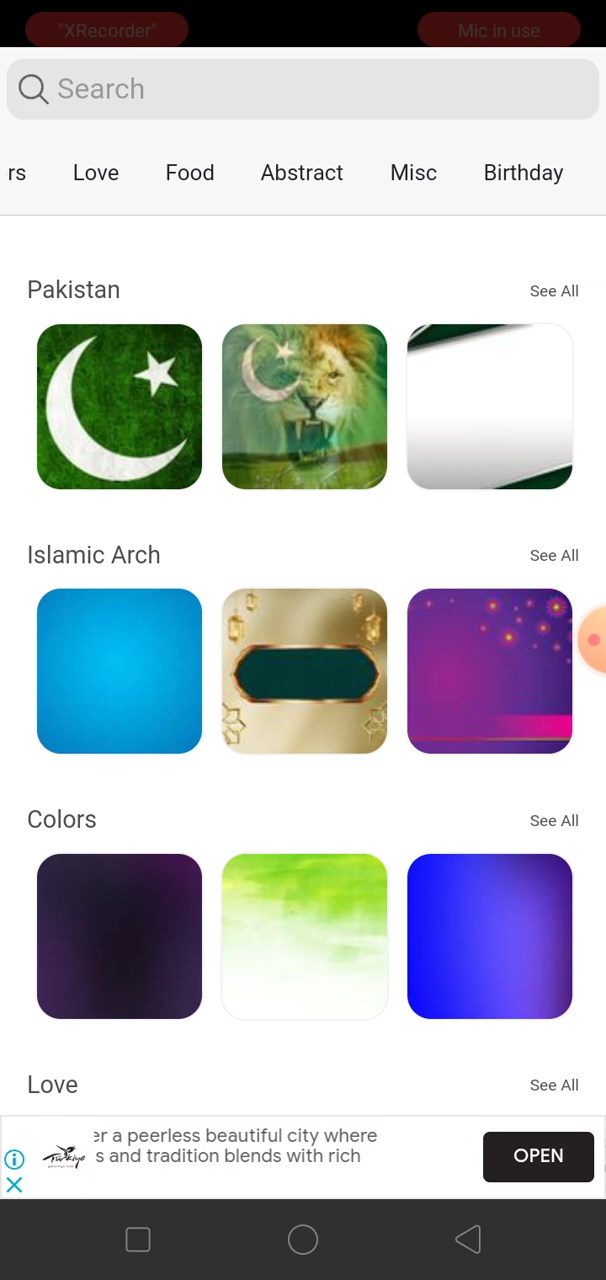 "XRecorder"
Mic in use
Search
rs
Love
Food
Abstract
Misc
Birthday
Pakistan
See All
Islamic Arch
See All
Colors
See All
Love
See All
er a peerless beautiful city where
s and tradition blends with rich
Türkiye
OPEN